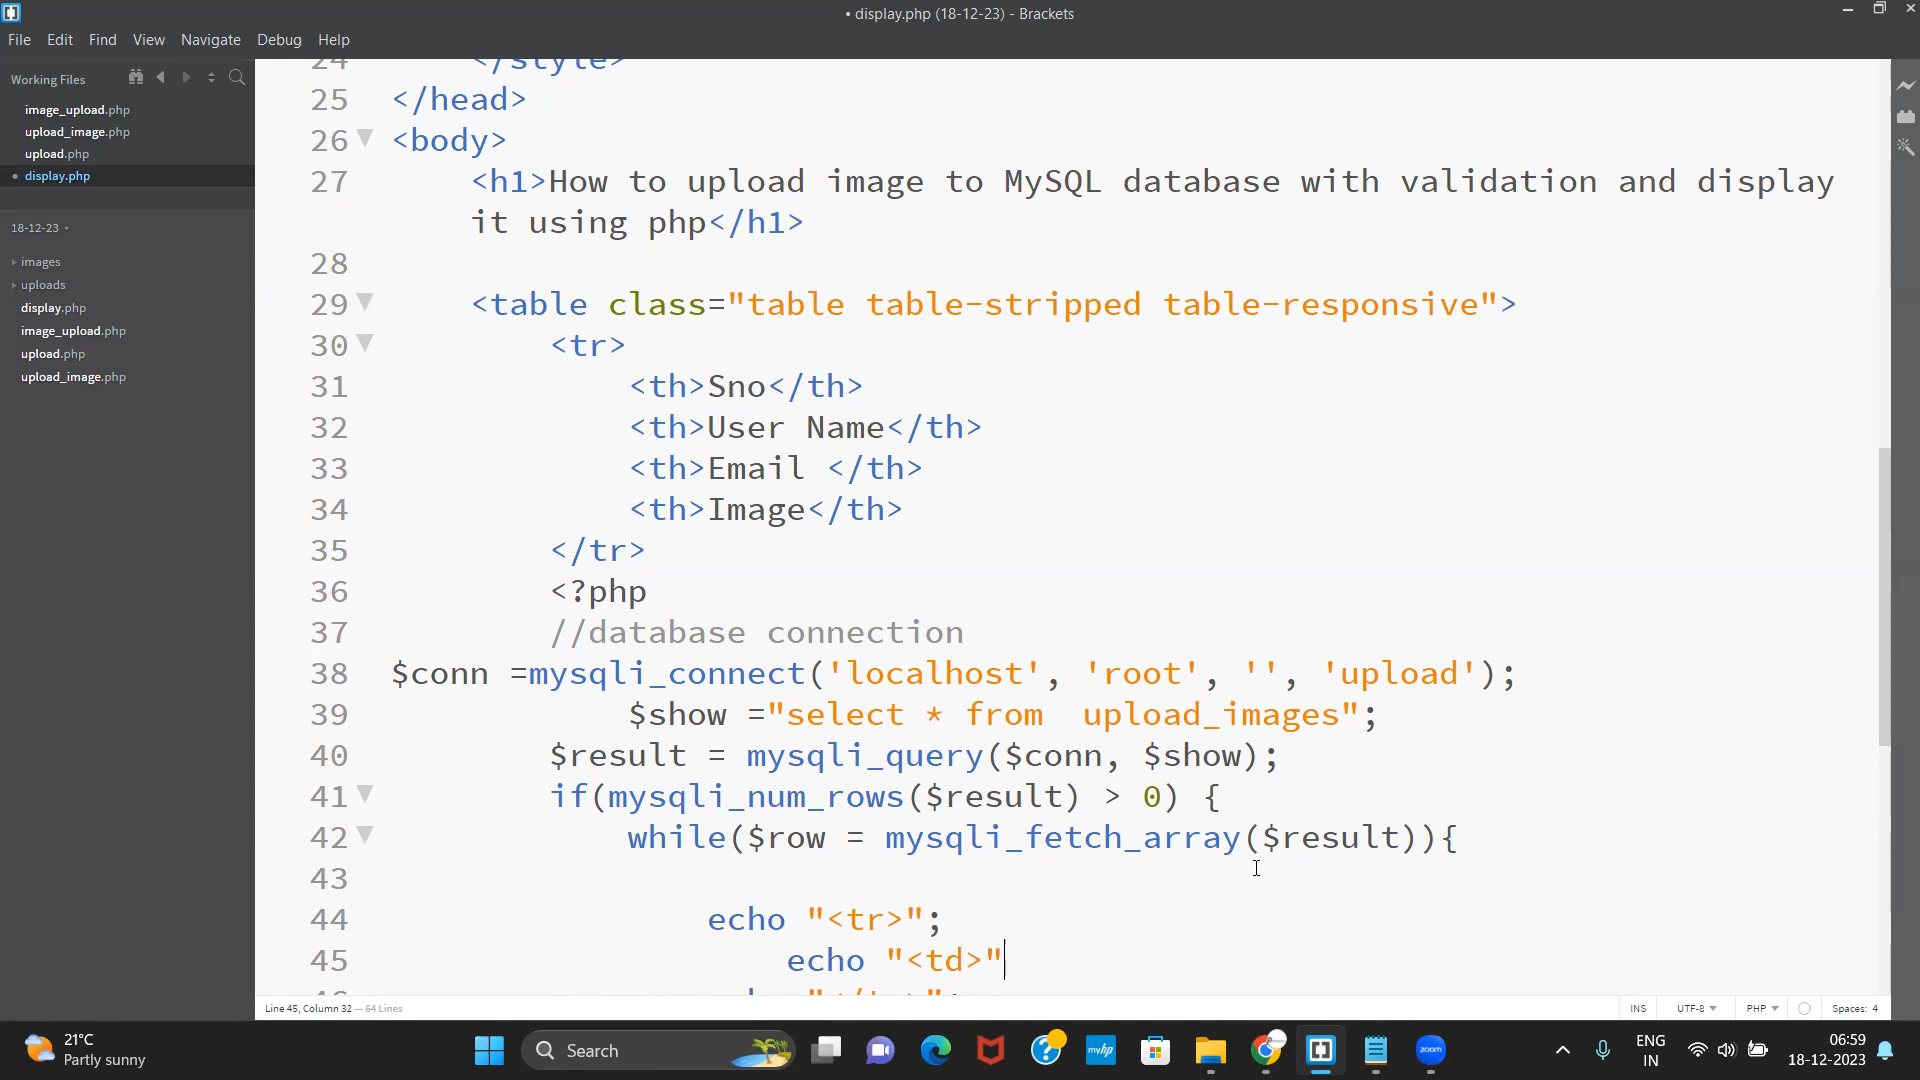 • display.php (18-12-23) - Brackets
File Edit Find View Navigate Debug Help
Working Files
image_upload.php
upload_image.php
upload.php
• display.php
18-12-23
images
uploads
display.php
image_upload.php
upload.php
upload_image.php
24 </style>
25 </head>
26 <body>
27 <h1>How to upload image to MySQL database with validation and display
it using php</h1>
28
29 <table class="table table-stripped table-responsive">
30 <tr>
31 <th>Sno</th>
32 <th>User Name</th>
33 <th>Email </th>
34 <th>Image</th>
35 </tr>
36 <?php
37 //database connection
38 $conn =mysqli_connect('localhost', 'root', '', 'upload');
39 $show ="select * from  upload_images";
40 $result = mysqli_query($conn, $show);
41 if(mysqli_num_rows($result) > 0) {
42 while($row = mysqli_fetch_array($result)){
43
44 echo "<tr>";
45 echo "<td>"
Line 45, Column 32 — 64 Lines
INS UTF-8 PHP Spaces: 4
21°C
Partly sunny
Search
myhp
zoom
ENG
IN
06:59
18-12-2023